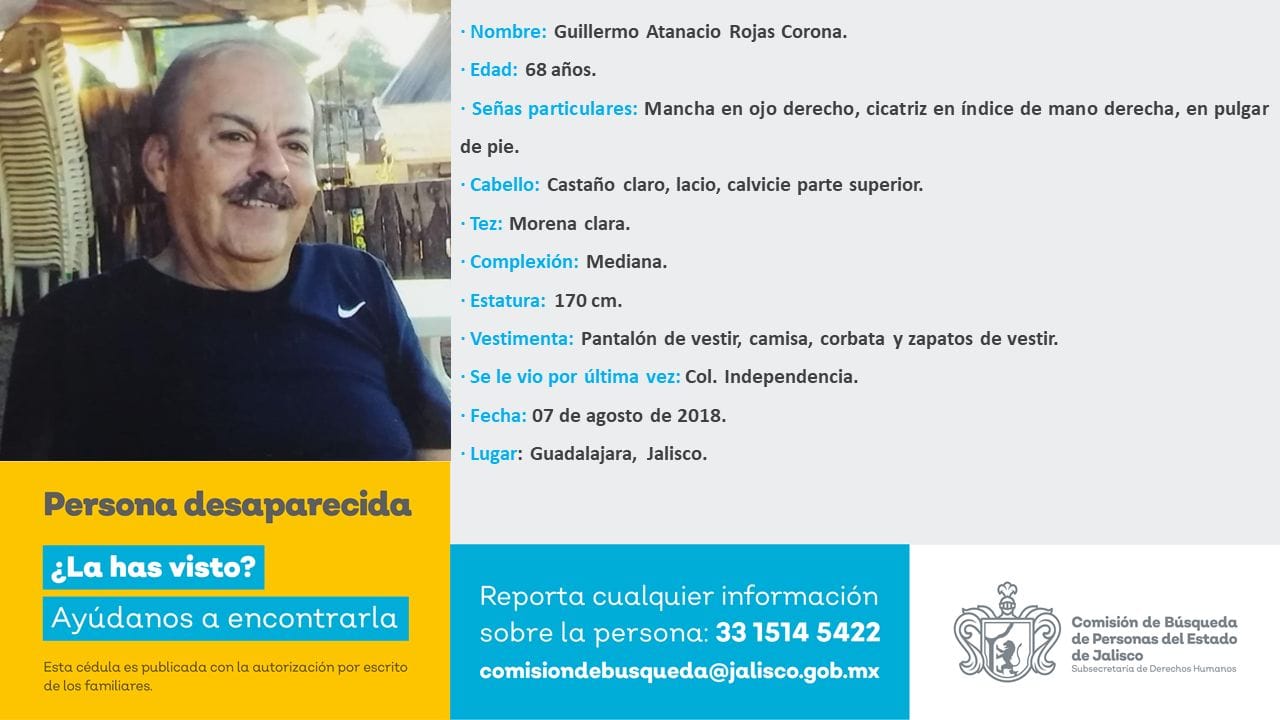 · Nombre: Guillermo Atanacio Rojas Corona.
· Edad: 68 años.
· Señas particulares: Mancha en ojo derecho, cicatriz en índice de mano derecha, en pulgar
de pie.
· Cabello: Castaño claro, lacio, calvicie parte superior.
· Tez: Morena clara.
· Complexión: Mediana.
· Estatura: 170 cm.
· Vestimenta: Pantalón de vestir, camisa, corbata y zapatos de vestir.
· Se le vio por última vez: Col. Independencia.
· Fecha: 07 de agosto de 2018.
· Lugar: Guadalajara, Jalisco.
Persona desaparecida
¿La has visto?
Ayúdanos a encontrarla
Esta cédula es publicada con la autorización por escrito
de los familiares.
Reporta cualquier información
sobre la persona: 33 1514 5422
comisiondebusqueda@jalisco.gob.mx
Comisión de Búsqueda
de Personas del Estado
de Jalisco
Subsecretaría de Derechos Humanos